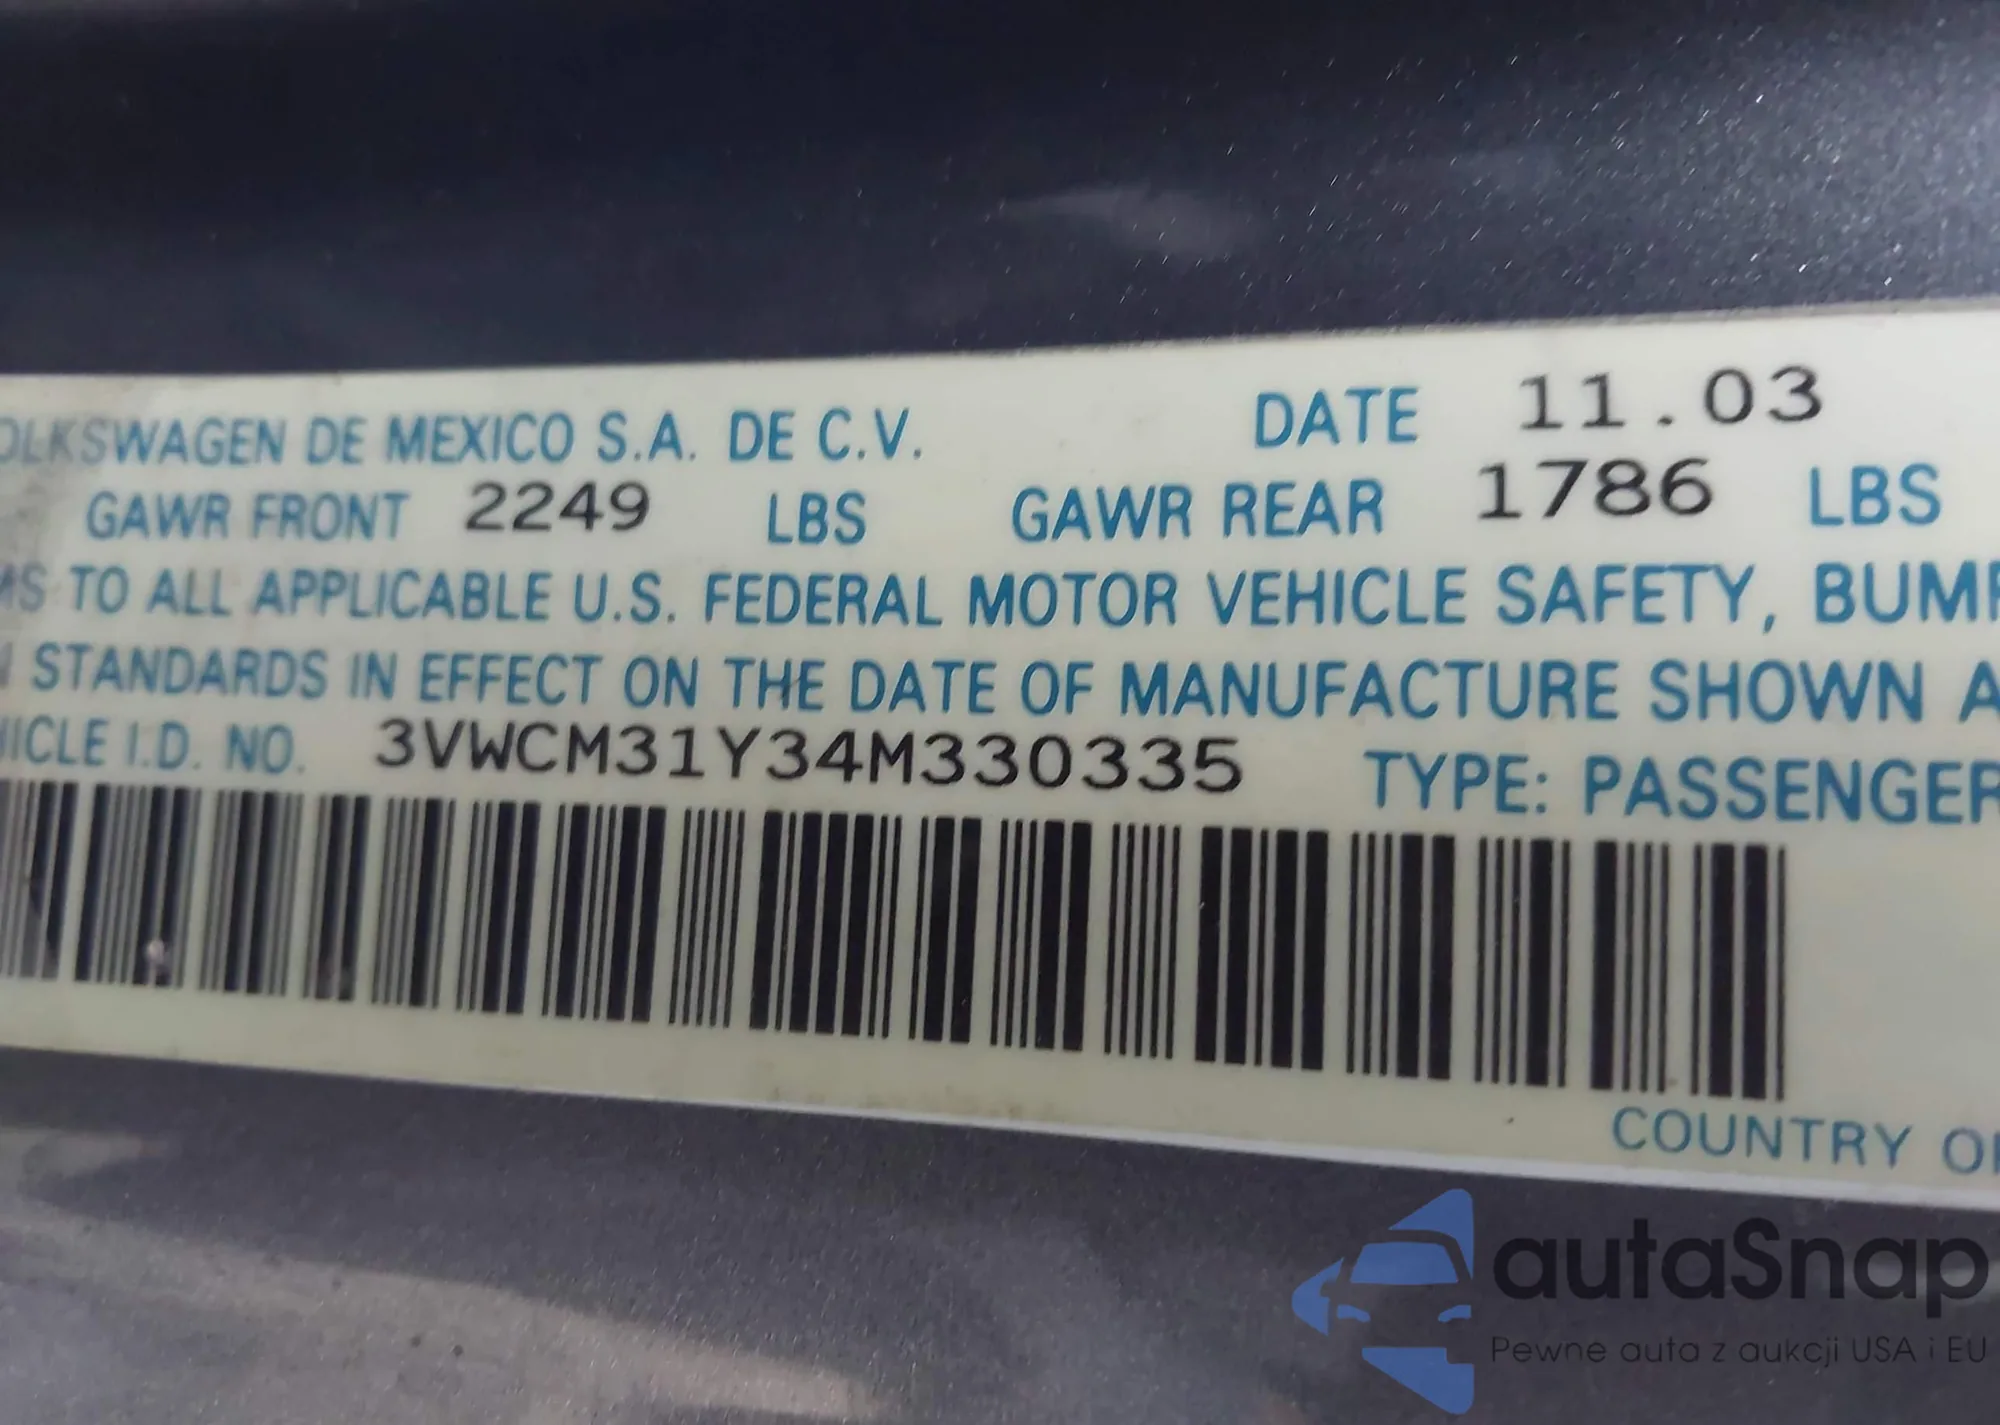 OLKSWAGEN DE MEXICO S.A. DE C.V. DATE 11.03
GAWR FRONT 2249 LBS GAWR REAR 1786 LBS
MS TO ALL APPLICABLE U.S. FEDERAL MOTOR VEHICLE SAFETY, BUMP
N STANDARDS IN EFFECT ON THE DATE OF MANUFACTURE SHOWN A
HICLE I.D. NO. 3VWCM31Y34M330335 TYPE: PASSENGER
COUNTRY OF
autaSnap
Pewne auta z aukcji USA i EU